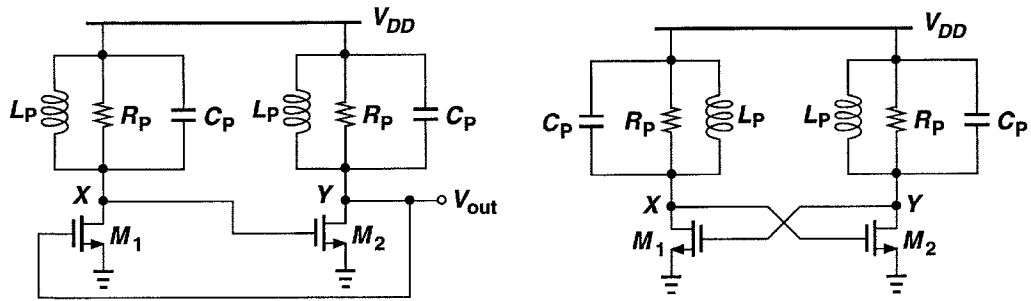 V_DD
L_P R_P C_P L_P R_P C_P
X Y V_out
M_1 M_2
V_DD
C_P R_P L_P L_P R_P C_P
X Y
M_1 M_2